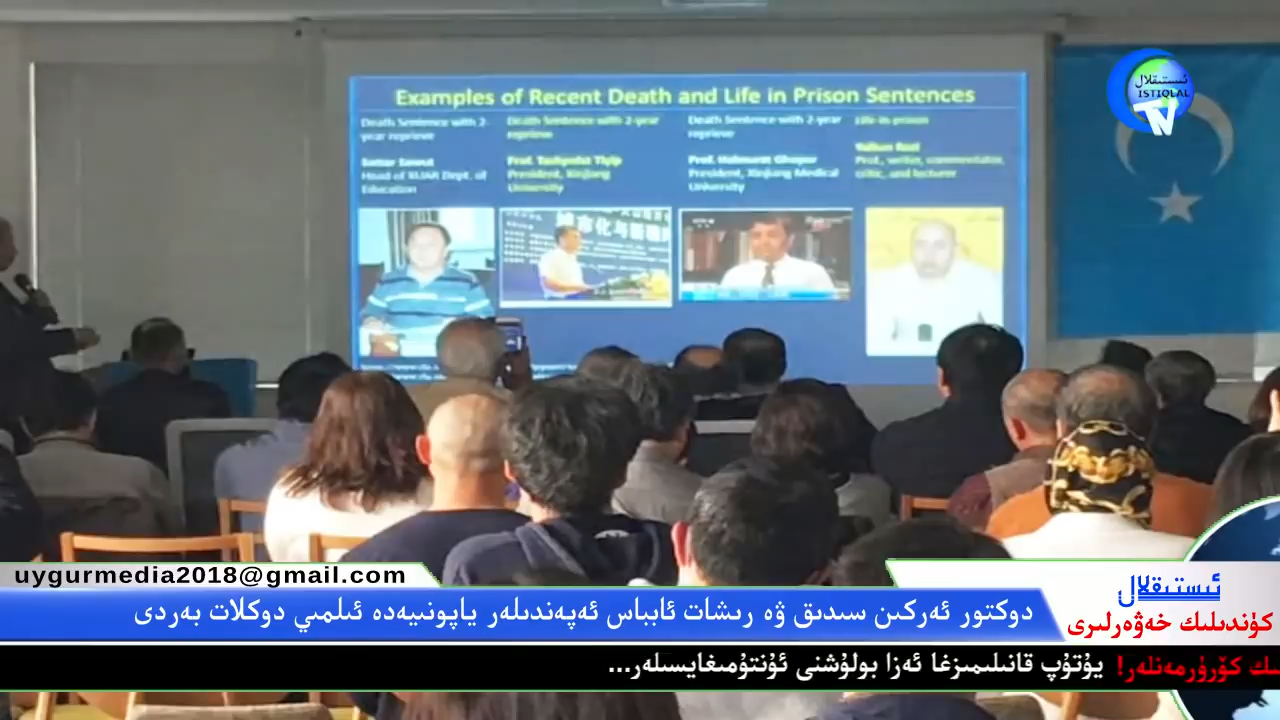 Examples of Recent Death and Life in Prison Sentences
Death Sentence with 2-year reprieve
Sattar Sawut
Head of XUAR Dept. of Education
Death Sentence with 2-year reprieve
Prof. Tashpolat Tiyip
President, Xinjiang University
Death Sentence with 2-year reprieve
Prof. Halmurat Ghopur
President, Xinjiang Medical University
Life in prison
Yalqun Rozi
Prof., writer, commentator, critic, and lecturer
ئىستىقلال
ISTIQLAL
TV
uygurmedia2018@gmail.com
ئىستىقلال
كۈندىلىك خەۋەرلىرى
دوكتور ئەركىن سىدىق ۋە رىشات ئابباس ئەپەندىلەر ياپونىيەدە ئىلمىي دوكلات بەردى
كۆرۈرمەنلەر! يۇتۇپ قانىلىمىزغا ئەزا بولۇشنى ئۇنتۇمىغايسىلەر...